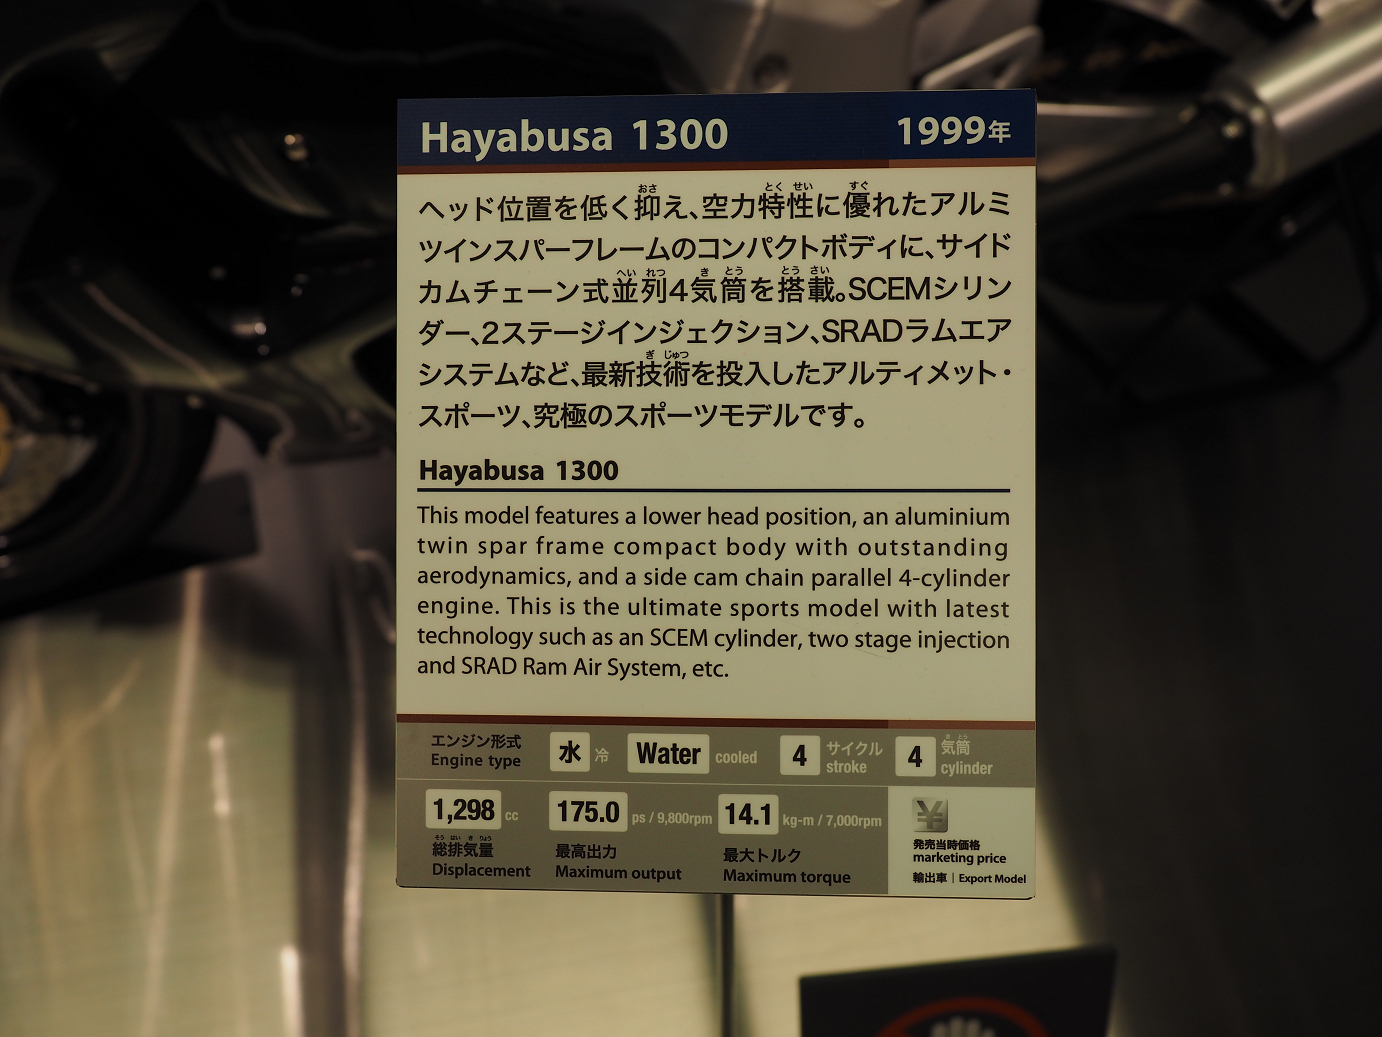 Hayabusa 1300 1999年
ヘッド位置を低く抑え、空力特性に優れたアルミ
ツインスパーフレームのコンパクトボディに、サイド
カムチェーン式並列4気筒を搭載。SCEMシリン
ダー、2ステージインジェクション、SRADラムエア
システムなど、最新技術を投入したアルティメット・
スポーツ、究極のスポーツモデルです。
Hayabusa 1300
This model features a lower head position, an aluminium
twin spar frame compact body with outstanding
aerodynamics, and a side cam chain parallel 4-cylinder
engine. This is the ultimate sports model with latest
technology such as an SCEM cylinder, two stage injection
and SRAD Ram Air System, etc.
エンジン形式
Engine type
水 冷 Water cooled
4 サイクル
stroke
4 気筒
cylinder
1,298 cc
総排気量
Displacement
175.0 ps / 9,800rpm
最高出力
Maximum output
14.1 kg-m / 7,000rpm
最大トルク
Maximum torque
¥
発売当時価格
marketing price
輸出車 | Export Model